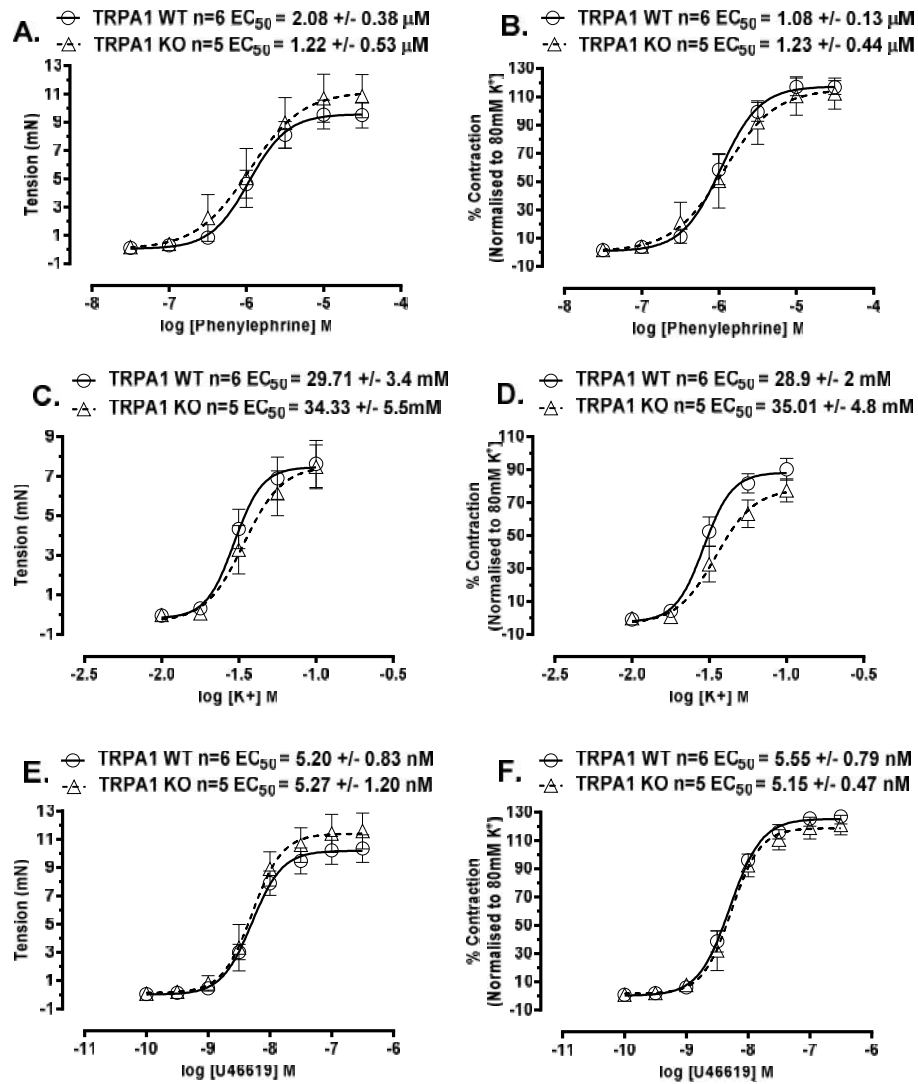 A.
TRPA1 WT n=6 EC50 = 2.08 +/- 0.38 μM
TRPA1 KO n=5 EC50 = 1.22 +/- 0.53 μM
Tension (mN)
13
11
9
7
5
3
1
-1
-8
-7
-6
-5
-4
log [Phenylephrine] M
B.
TRPA1 WT n=6 EC50 = 1.08 +/- 0.13 μM
TRPA1 KO n=5 EC50 = 1.23 +/- 0.44 μM
% Contraction
(Normalised to 80mM K+)
130
110
90
70
50
30
10
-10
-8
-7
-6
-5
-4
log [Phenylephrine] M
C.
TRPA1 WT n=6 EC50 = 29.71 +/- 3.4 mM
TRPA1 KO n=5 EC50 = 34.33 +/- 5.5mM
Tension (mN)
9
7
5
3
1
-1
-2.5
-2.0
-1.5
-1.0
-0.5
log [K+] M
D.
TRPA1 WT n=6 EC50 = 28.9 +/- 2 mM
TRPA1 KO n=5 EC50 = 35.01 +/- 4.8 mM
% Contraction
(Normalised to 80mM K+)
110
90
70
50
30
10
-10
-2.5
-2.0
-1.5
-1.0
-0.5
log [K+] M
E.
TRPA1 WT n=6 EC50 = 5.20 +/- 0.83 nM
TRPA1 KO n=5 EC50 = 5.27 +/- 1.20 nM
Tension (mN)
13
11
9
7
5
3
1
-1
-11
-10
-9
-8
-7
-6
log [U46619] M
F.
TRPA1 WT n=6 EC50 = 5.55 +/- 0.79 nM
TRPA1 KO n=5 EC50 = 5.15 +/- 0.47 nM
% Contraction
(Normalised to 80mM K+)
130
110
90
70
50
30
10
-10
-11
-10
-9
-8
-7
-6
log [U46619] M